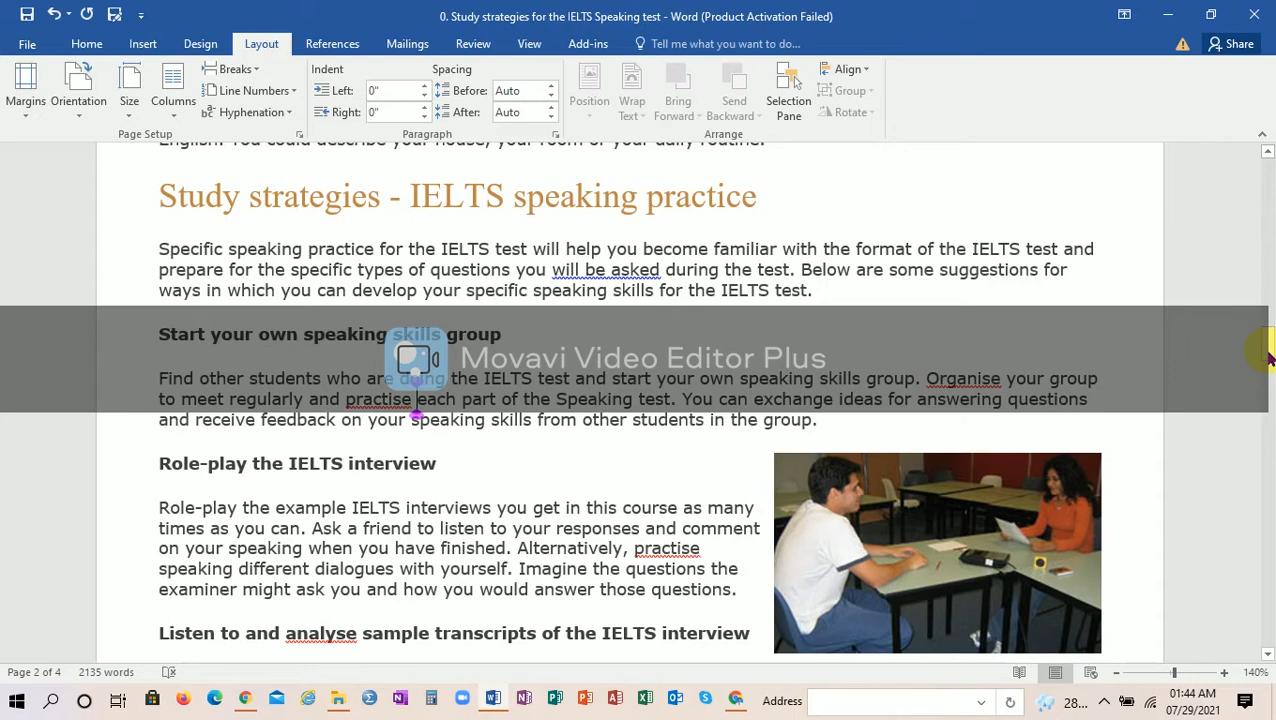 0. Study strategies for the IELTS Speaking test - Word (Product Activation Failed)
File Home Insert Design Layout References Mailings Review View Add-ins Tell me what you want to do... Share
Margins
Orientation
Size
Columns
Breaks
Line Numbers
Hyphenation
Page Setup
Indent
Left: 0"
Right: 0"
Spacing
Before: Auto
After: Auto
Paragraph
Position
Wrap Text
Bring Forward
Send Backward
Selection Pane
Align
Group
Rotate
Arrange
English. You could describe your house, your room or your daily routine.
Study strategies - IELTS speaking practice
Specific speaking practice for the IELTS test will help you become familiar with the format of the IELTS test and
prepare for the specific types of questions you will be asked during the test. Below are some suggestions for
ways in which you can develop your specific speaking skills for the IELTS test.
Start your own speaking skills group
Movavi Video Editor Plus
Find other students who are doing the IELTS test and start your own speaking skills group. Organise your group
to meet regularly and practise each part of the Speaking test. You can exchange ideas for answering questions
and receive feedback on your speaking skills from other students in the group.
Role-play the IELTS interview
Role-play the example IELTS interviews you get in this course as many
times as you can. Ask a friend to listen to your responses and comment
on your speaking when you have finished. Alternatively, practise
speaking different dialogues with yourself. Imagine the questions the
examiner might ask you and how you would answer those questions.
Listen to and analyse sample transcripts of the IELTS interview
Page 2 of 4 2135 words 140%
Address 28... 01:44 AM
07/29/2021